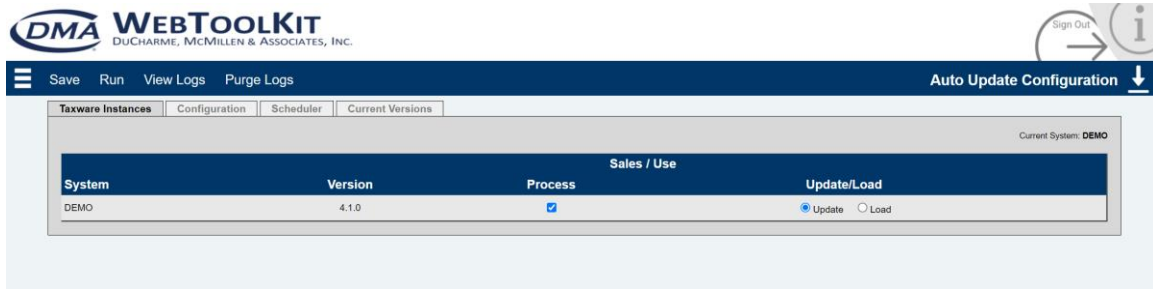 DMA WEBTOOLKIT
DUCHARME, MCMILLEN & ASSOCIATES, INC.
Sign Out
i
Save Run View Logs Purge Logs Auto Update Configuration
Taxware Instances Configuration Scheduler Current Versions
Current System: DEMO
Sales / Use
System Version Process Update/Load
DEMO 4.1.0 Update Load